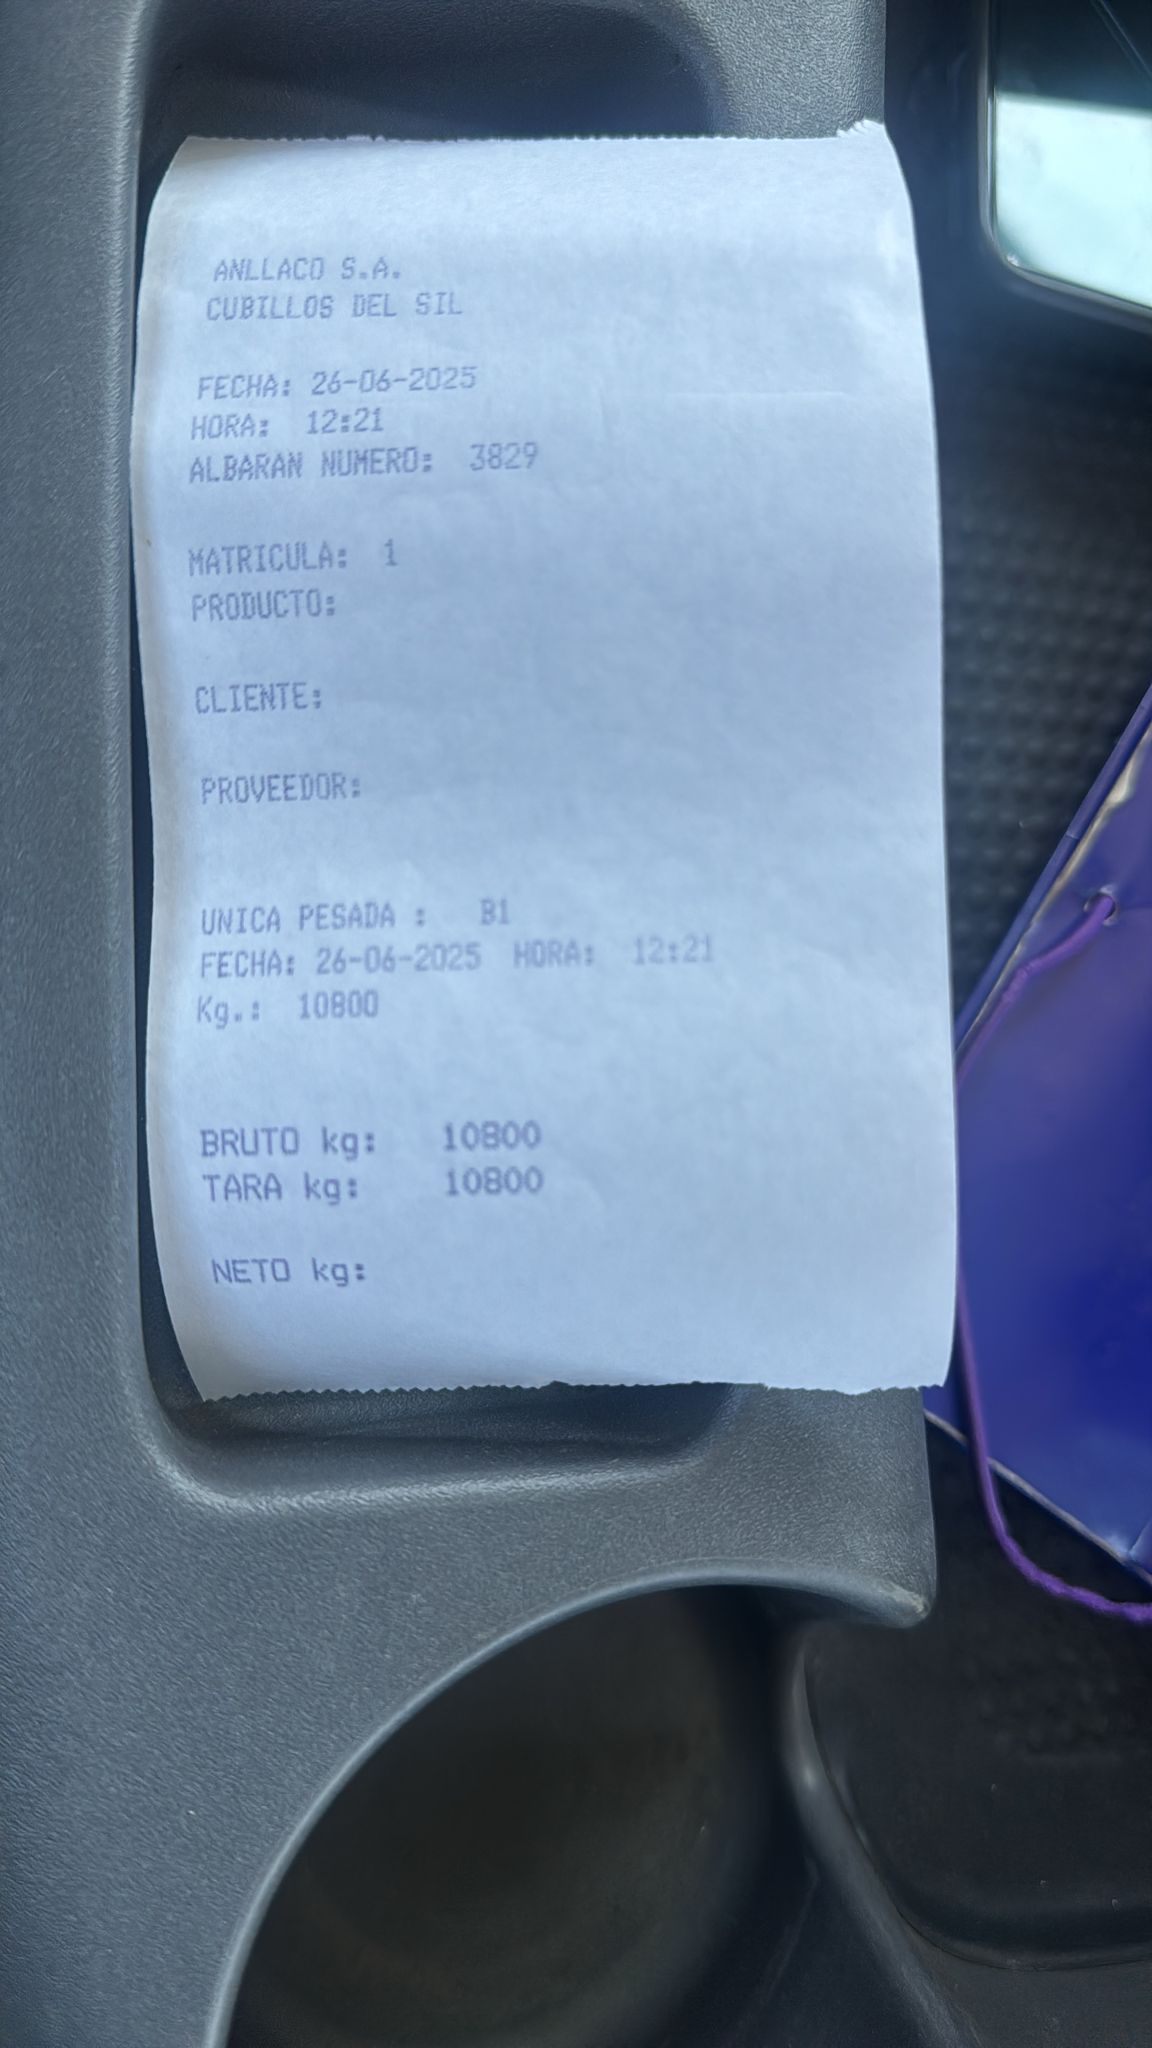 ANLLACO S.A.
CUBILLOS DEL SIL
FECHA: 26-06-2025
HORA: 12:21
ALBARAN NUMERO: 3829
MATRICULA: 1
PRODUCTO:
CLIENTE:
PROVEEDOR:
UNICA PESADA : B1
FECHA: 26-06-2025 HORA: 12:21
Kg.: 10800
BRUTO kg: 10800
TARA kg: 10800
NETO kg: